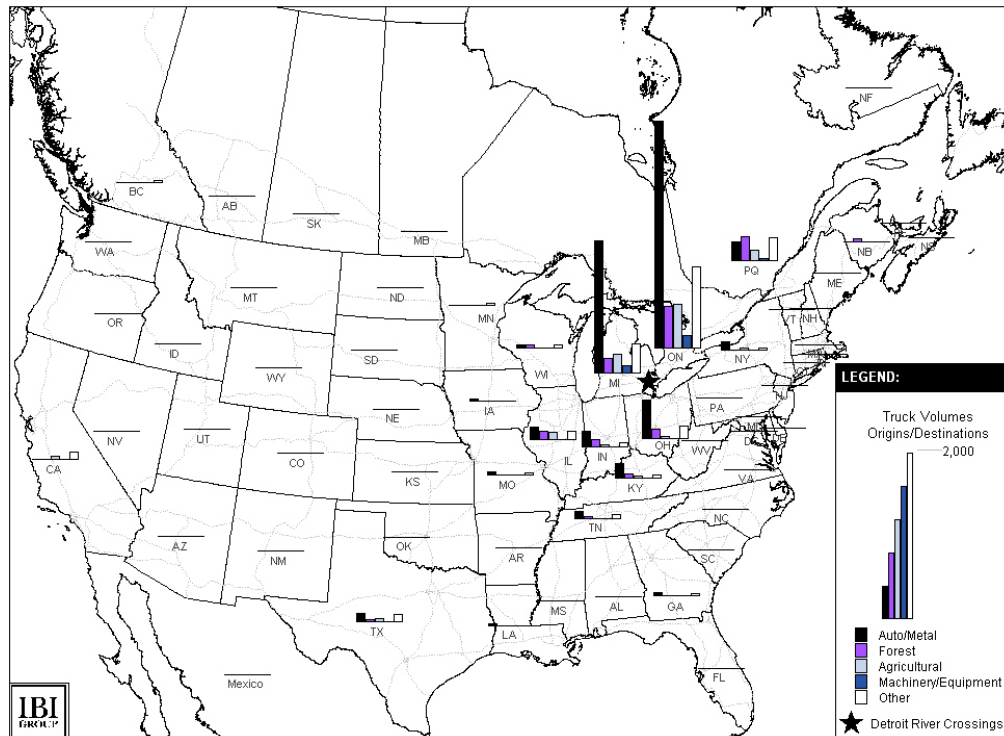 NF
BC
AB
SK
MB
PQ
NB
NS
WA
MT
ND
MN
ME
OR
VT
NH
ID
SD
WI
MI
ON
NY
MA
WY
IA
PA
NJ
NE
NV
UT
CO
IL
IN
OH
WV
MD
DC
DE
CA
KS
MO
KY
VA
AZ
NM
OK
AR
TN
NC
SC
TX
LA
MS
AL
GA
FL
Mexico
IBI
GROUP
LEGEND:
Truck Volumes
Origins/Destinations
2,000
Auto/Metal
Forest
Agricultural
Machinery/Equipment
Other
Detroit River Crossings